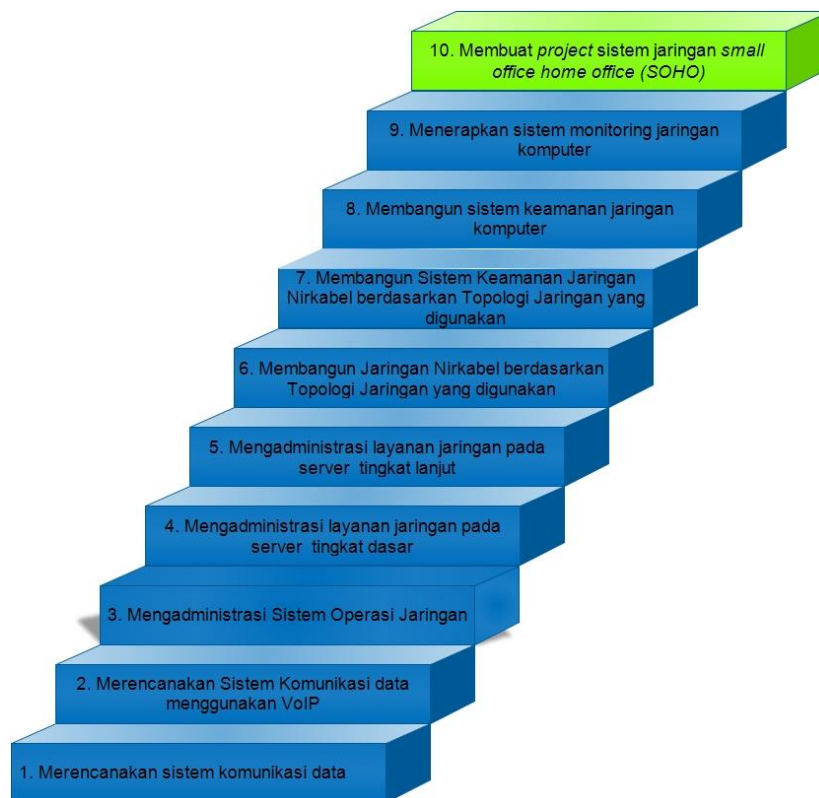 10. Membuat project sistem jaringan small
office home office (SOHO)
9. Menerapkan sistem monitoring jaringan
komputer
8. Membangun sistem keamanan jaringan
komputer
7. Membangun Sistem Keamanan Jaringan
Nirkabel berdasarkan Topologi Jaringan yang
digunakan
6. Membangun Jaringan Nirkabel berdasarkan
Topologi Jaringan yang digunakan
5. Mengadministrasi layanan jaringan pada
server tingkat lanjut
4. Mengadministrasi layanan jaringan pada
server tingkat dasar
3. Mengadministrasi Sistem Operasi Jaringan
2. Merencanakan Sistem Komunikasi data
menggunakan VoIP
1. Merencanakan sistem komunikasi data